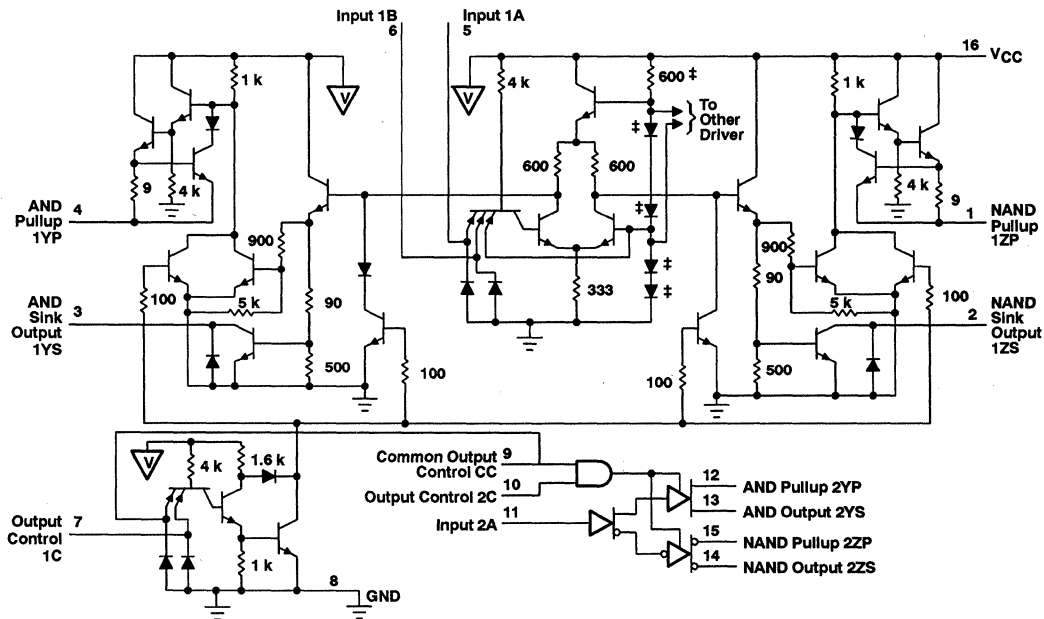 Input 1B
6
Input 1A
5
16
VCC
1 k
V
V
4 k
600 ‡
1 k
To
Other
Driver
‡
9
4 k
600
600
4 k
9
AND
Pullup
1YP
4
1
NAND
Pullup
1ZP
‡
900
900
‡
‡
100
5 k
90
333
90
5 k
100
AND
Sink
Output
1YS
3
2
NAND
Sink
Output
1ZS
500
100
100
500
V
4 k
1.6 k
Common Output
Control CC
9
Output Control 2C
10
Input 2A
11
12
AND Pullup 2YP
13
AND Output 2YS
15
NAND Pullup 2ZP
14
NAND Output 2ZS
Output
Control
1C
7
1 k
8
GND